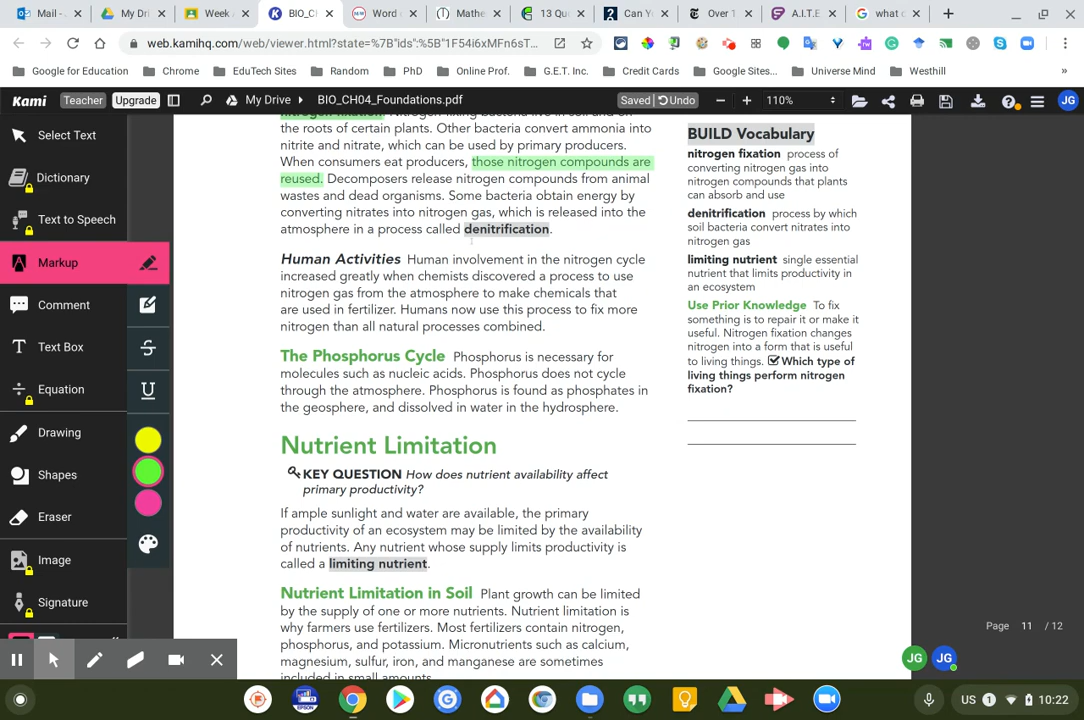 Mail -
My Dri
Week
BIO_CH
Word
Mathe
13 Qu
Can Y
Over T
A.I.T.E
what c
web.kamihq.com/web/viewer.html?state=%7B"ids"%3A%5B"1F54i6xMFn6sT...
Google for Education
Chrome
EduTech Sites
Random
PhD
Online Prof.
G.E.T. Inc.
Credit Cards
Google Sites...
Universe Mind
Westhill
»
Kami
Teacher
Upgrade
My Drive
BIO_CH04_Foundations.pdf
Saved
Undo
110%
JG
Select Text
Dictionary
Text to Speech
Markup
Comment
Text Box
Equation
Drawing
Shapes
Eraser
Image
Signature
the roots of certain plants. Other bacteria convert ammonia into
nitrite and nitrate, which can be used by primary producers.
When consumers eat producers, those nitrogen compounds are
reused. Decomposers release nitrogen compounds from animal
wastes and dead organisms. Some bacteria obtain energy by
converting nitrates into nitrogen gas, which is released into the
atmosphere in a process called denitrification.
Human Activities Human involvement in the nitrogen cycle
increased greatly when chemists discovered a process to use
nitrogen gas from the atmosphere to make chemicals that
are used in fertilizer. Humans now use this process to fix more
nitrogen than all natural processes combined.
The Phosphorus Cycle Phosphorus is necessary for
molecules such as nucleic acids. Phosphorus does not cycle
through the atmosphere. Phosphorus is found as phosphates in
the geosphere, and dissolved in water in the hydrosphere.
Nutrient Limitation
KEY QUESTION How does nutrient availability affect
primary productivity?
If ample sunlight and water are available, the primary
productivity of an ecosystem may be limited by the availability
of nutrients. Any nutrient whose supply limits productivity is
called a limiting nutrient.
Nutrient Limitation in Soil Plant growth can be limited
by the supply of one or more nutrients. Nutrient limitation is
why farmers use fertilizers. Most fertilizers contain nitrogen,
phosphorus, and potassium. Micronutrients such as calcium,
magnesium, sulfur, iron, and manganese are sometimes
included in small amounts.
BUILD Vocabulary
nitrogen fixation process of
converting nitrogen gas into
nitrogen compounds that plants
can absorb and use
denitrification process by which
soil bacteria convert nitrates into
nitrogen gas
limiting nutrient single essential
nutrient that limits productivity in
an ecosystem
Use Prior Knowledge To fix
something is to repair it or make it
useful. Nitrogen fixation changes
nitrogen into a form that is useful
to living things. Which type of
living things perform nitrogen
fixation?
Page 11 / 12
JG
JG
US 1 10:22